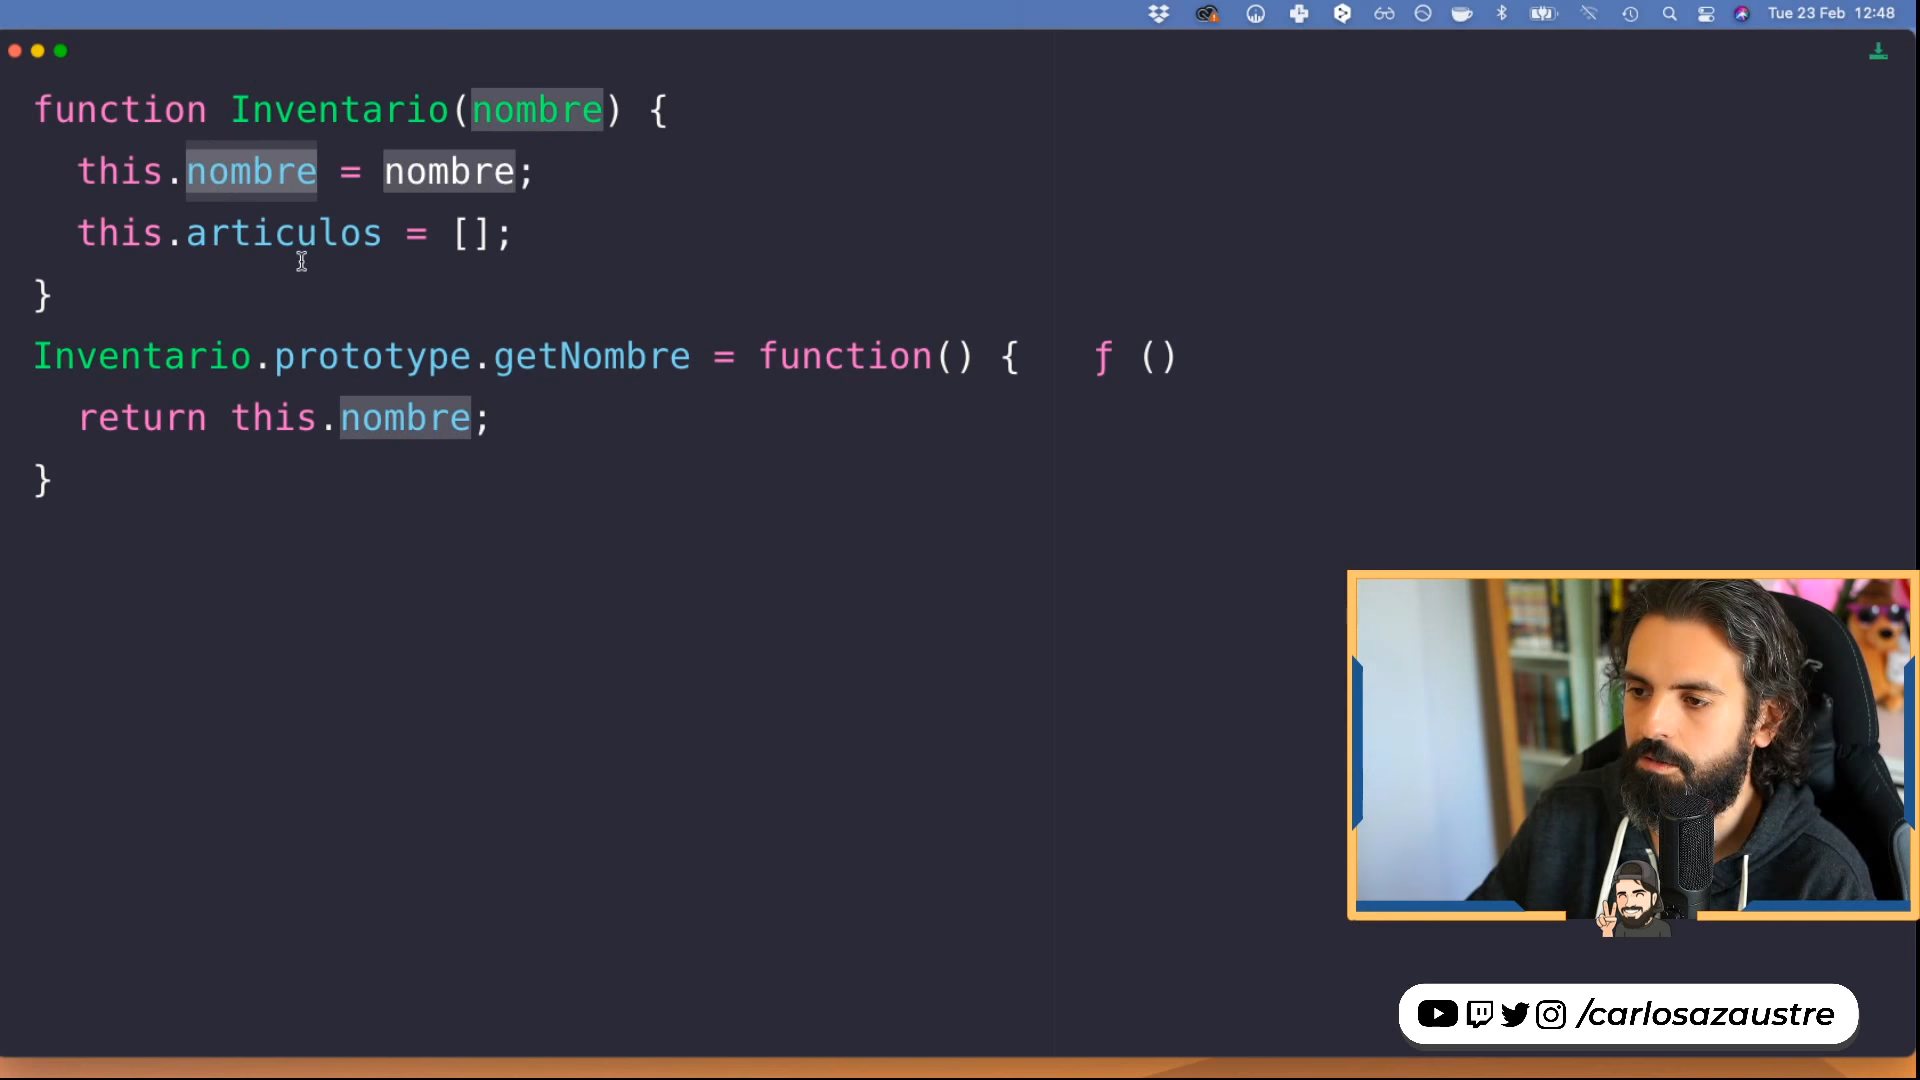 Tue 23 Feb 12:48
function Inventario(nombre) {
this.nombre = nombre;
this.articulos = [];
}
Inventario.prototype.getNombre = function() { ƒ ()
return this.nombre;
}
/carlosazaustre